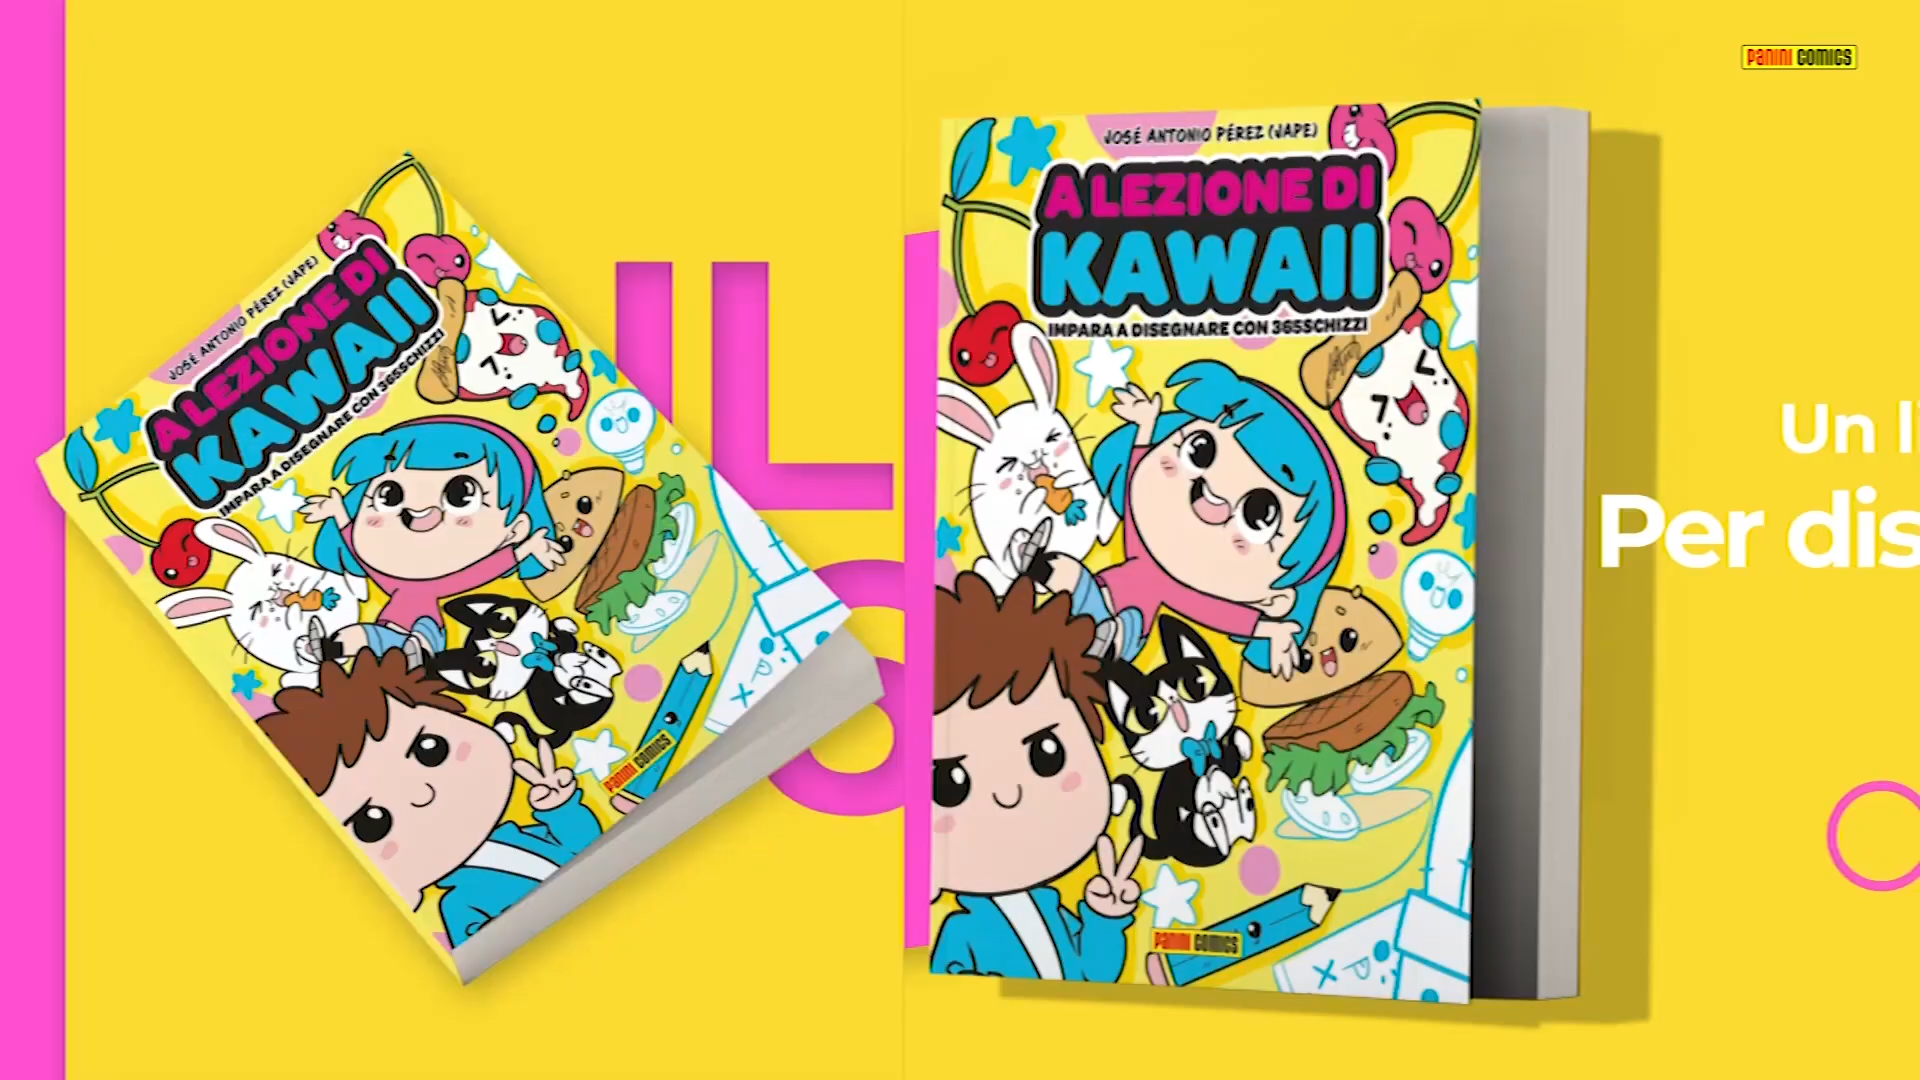 PANINI COMICS
JOSÉ ANTONIO PÉREZ (JAPE)
A LEZIONE DI
KAWAII
IMPARA A DISEGNARE CON 365SCHIZZI
PANINI COMICS
IL
JOSÉ ANTONIO PÉREZ (JAPE)
A LEZIONE DI
KAWAII
IMPARA A DISEGNARE CON 365SCHIZZI
PANINI COMICS
Un
Per dis